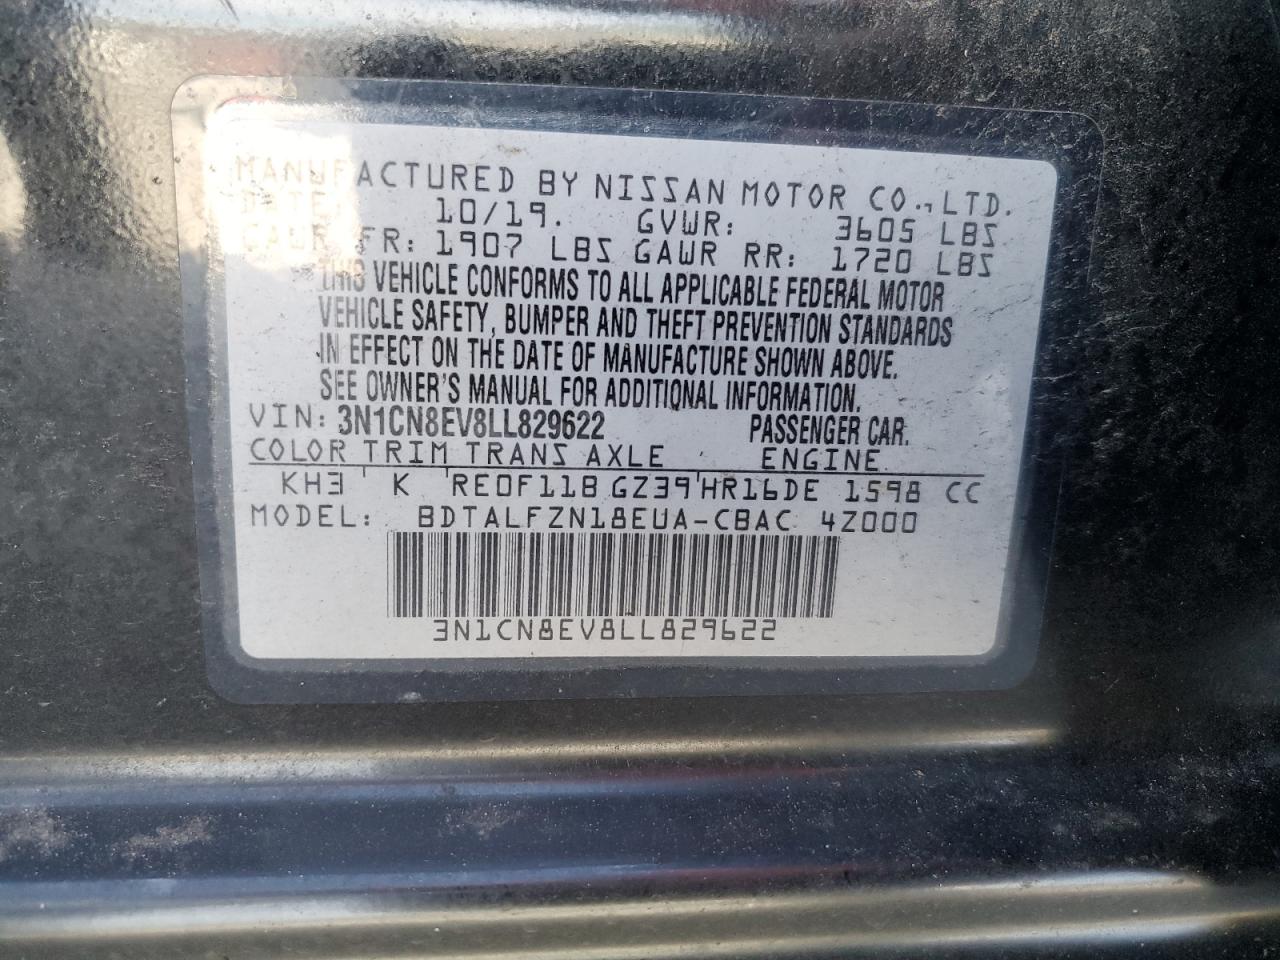 MANUFACTURED BY NISSAN MOTOR CO., LTD.
DATE: 10/19. GVWR: 3605 LBS
GAWR FR: 1907 LBS GAWR RR: 1720 LBS
THIS VEHICLE CONFORMS TO ALL APPLICABLE FEDERAL MOTOR
VEHICLE SAFETY, BUMPER AND THEFT PREVENTION STANDARDS
IN EFFECT ON THE DATE OF MANUFACTURE SHOWN ABOVE.
SEE OWNER'S MANUAL FOR ADDITIONAL INFORMATION.
VIN: 3N1CN8EV8LL829622 PASSENGER CAR.
COLOR TRIM TRANS AXLE ENGINE
KH3 K RE0F11B GZ39 HR16DE 1598 CC
MODEL: BDTALFZN18EUA-CBAC 4Z000
3N1CN8EV8LL829622